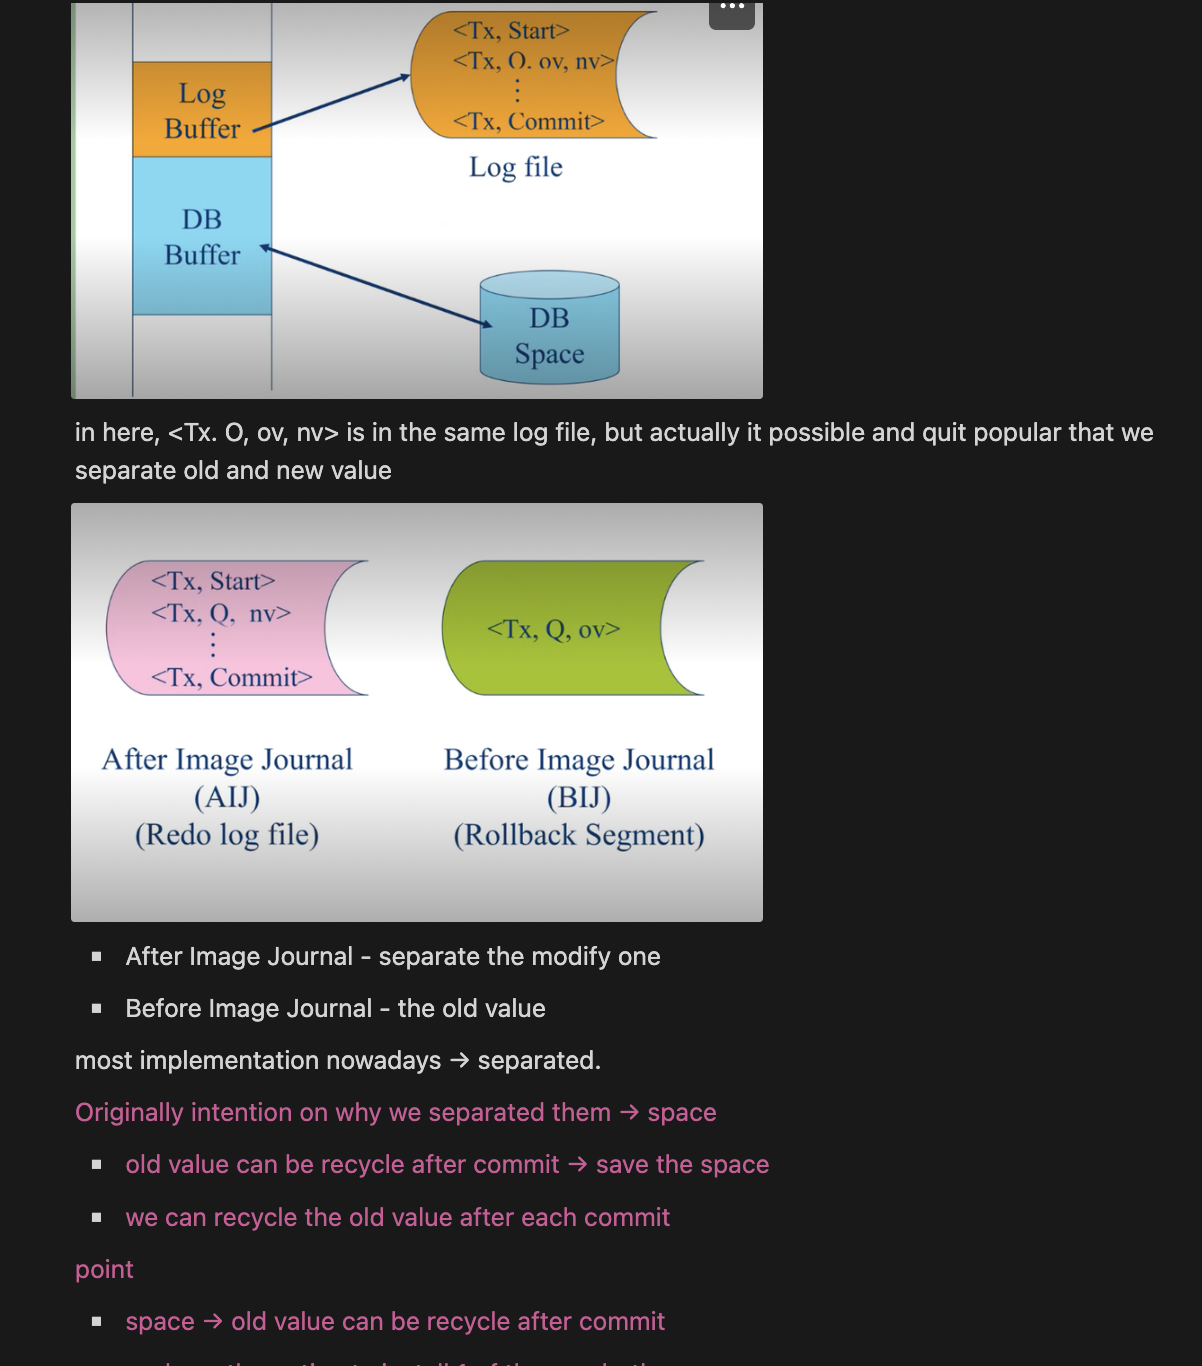 <Tx, Start>
<Tx, O. ov, nv>
<Tx, Commit>
Log file
Log
Buffer
DB
Buffer
DB
Space
in here, <Tx. O, ov, nv> is in the same log file, but actually it possible and quit popular that we
separate old and new value
<Tx, Start>
<Tx, Q, nv>
<Tx, Commit>
After Image Journal
(AIJ)
(Redo log file)
<Tx, Q, ov>
Before Image Journal
(BIJ)
(Rollback Segment)
▪ After Image Journal - separate the modify one
▪ Before Image Journal - the old value
most implementation nowadays → separated.
Originally intention on why we separated them → space
▪ old value can be recycle after commit → save the space
▪ we can recycle the old value after each commit
point
▪ space → old value can be recycle after commit